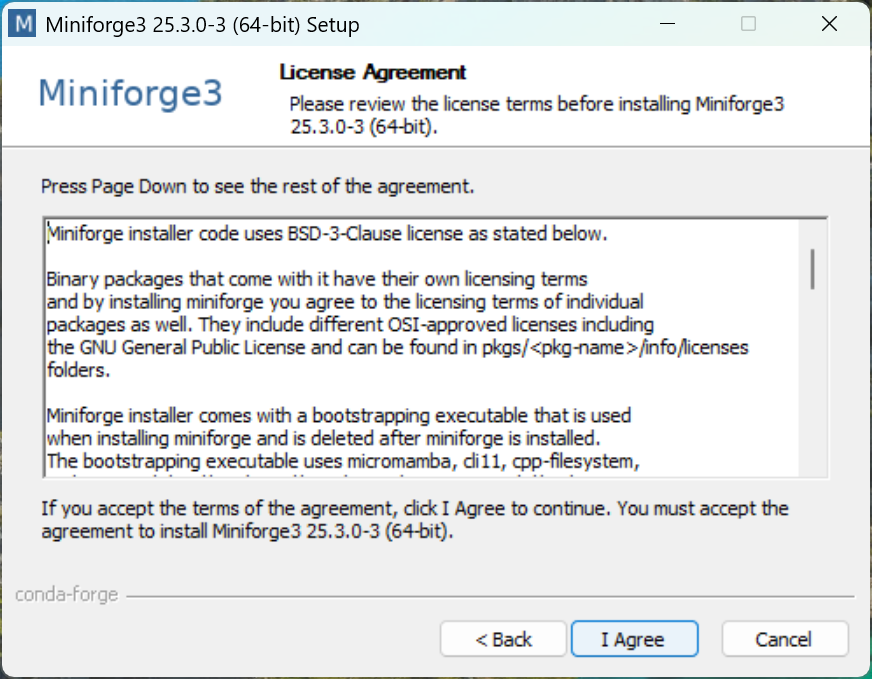 M Miniforge3 25.3.0-3 (64-bit) Setup
Miniforge3
License Agreement
Please review the license terms before installing Miniforge3
25.3.0-3 (64-bit).
Press Page Down to see the rest of the agreement.
Miniforge installer code uses BSD-3-Clause license as stated below.
Binary packages that come with it have their own licensing terms
and by installing miniforge you agree to the licensing terms of individual
packages as well. They include different OSI-approved licenses including
the GNU General Public License and can be found in pkgs/<pkg-name>/info/licenses
folders.
Miniforge installer comes with a bootstrapping executable that is used
when installing miniforge and is deleted after miniforge is installed.
The bootstrapping executable uses micromamba, cli11, cpp-filesystem,
If you accept the terms of the agreement, click I Agree to continue. You must accept the
agreement to install Miniforge3 25.3.0-3 (64-bit).
conda-forge
< Back
I Agree
Cancel